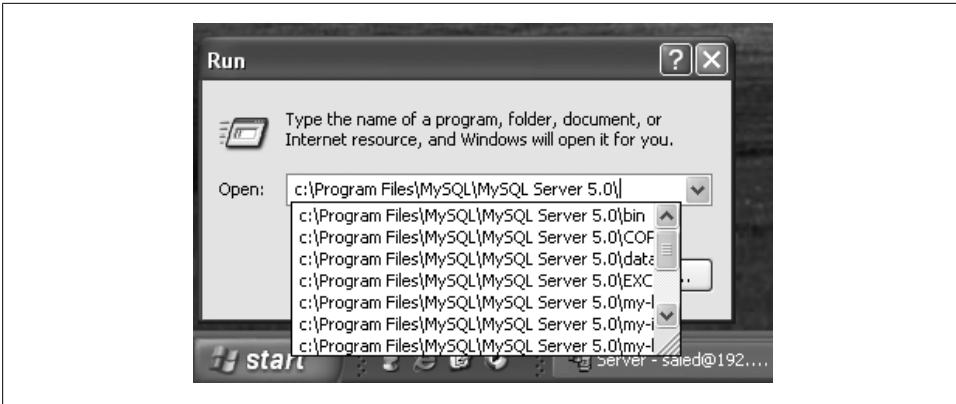 Run
Type the name of a program, folder, document, or
Internet resource, and Windows will open it for you.
Open:
c:\Program Files\MySQL\MySQL Server 5.0\
c:\Program Files\MySQL\MySQL Server 5.0\bin
c:\Program Files\MySQL\MySQL Server 5.0\COP
c:\Program Files\MySQL\MySQL Server 5.0\data
c:\Program Files\MySQL\MySQL Server 5.0\EXC
c:\Program Files\MySQL\MySQL Server 5.0\my-l
c:\Program Files\MySQL\MySQL Server 5.0\my-i
c:\Program Files\MySQL\MySQL Server 5.0\my-l
...
start
Server - saied@192....